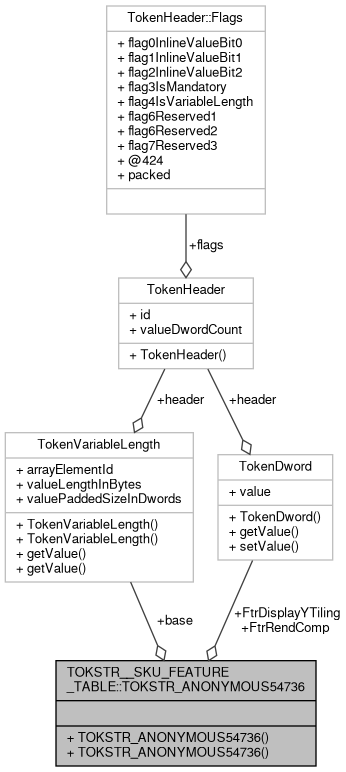 TokenHeader::Flags
+ flag0InlineValueBit0
+ flag1InlineValueBit1
+ flag2InlineValueBit2
+ flag3IsMandatory
+ flag4IsVariableLength
+ flag6Reserved1
+ flag6Reserved2
+ flag7Reserved3
+ @424
+ packed
+flags
TokenHeader
+ id
+ valueDwordCount
+ TokenHeader()
+header
+header
TokenVariableLength
+ arrayElementId
+ valueLengthInBytes
+ valuePaddedSizeInDwords
+ TokenVariableLength()
+ TokenVariableLength()
+ getValue()
+ getValue()
TokenDword
+ value
+ TokenDword()
+ getValue()
+ setValue()
+base
+FtrDisplayYTiling
+FtrRendComp
TOKSTR__SKU_FEATURE
_TABLE::TOKSTR_ANONYMOUS54736
+ TOKSTR_ANONYMOUS54736()
+ TOKSTR_ANONYMOUS54736()